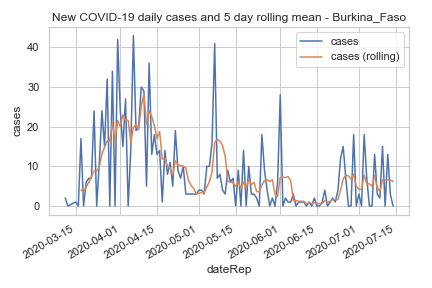 New COVID-19 daily cases and 5 day rolling mean - Burkina_Faso
cases
cases (rolling)
40
30
20
10
0
cases
2020-03-15
2020-04-01
2020-04-15
2020-05-01
2020-05-15
2020-06-01
2020-06-15
2020-07-01
2020-07-15
dateRep